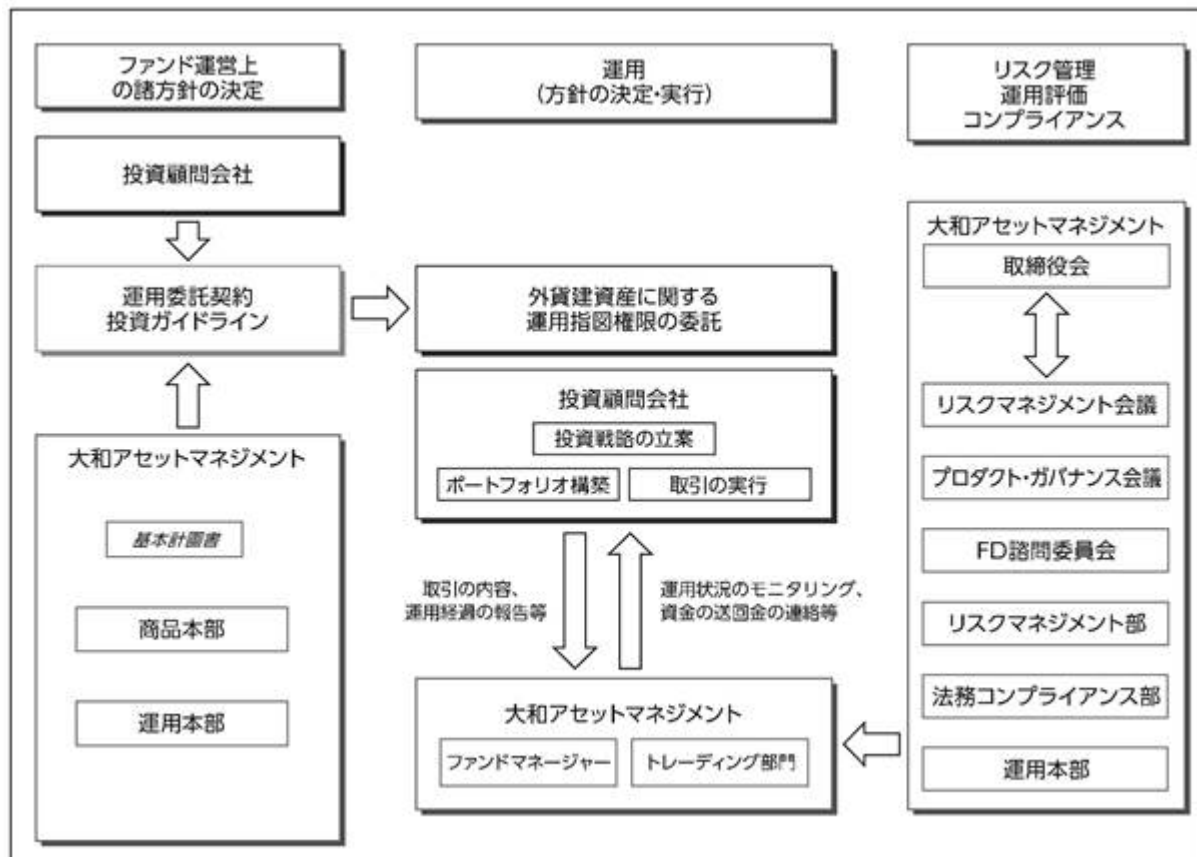 ファンド運営上
の諸方針の決定
運用
(方針の決定・実行)
リスク管理
運用評価
コンプライアンス
投資顧問会社
運用委託契約
投資ガイドライン
外貨建資産に関する
運用指図権限の委託
大和アセットマネジメント
基本計画書
商品本部
運用本部
投資顧問会社
投資戦略の立案
ポートフォリオ構築
取引の実行
取引の内容、
運用経過の報告等
運用状況のモニタリング、
資金の送回金の連絡等
大和アセットマネジメント
ファンドマネージャー
トレーディング部門
大和アセットマネジメント
取締役会
リスクマネジメント会議
プロダクト・ガバナンス会議
FD諮問委員会
リスクマネジメント部
法務コンプライアンス部
運用本部